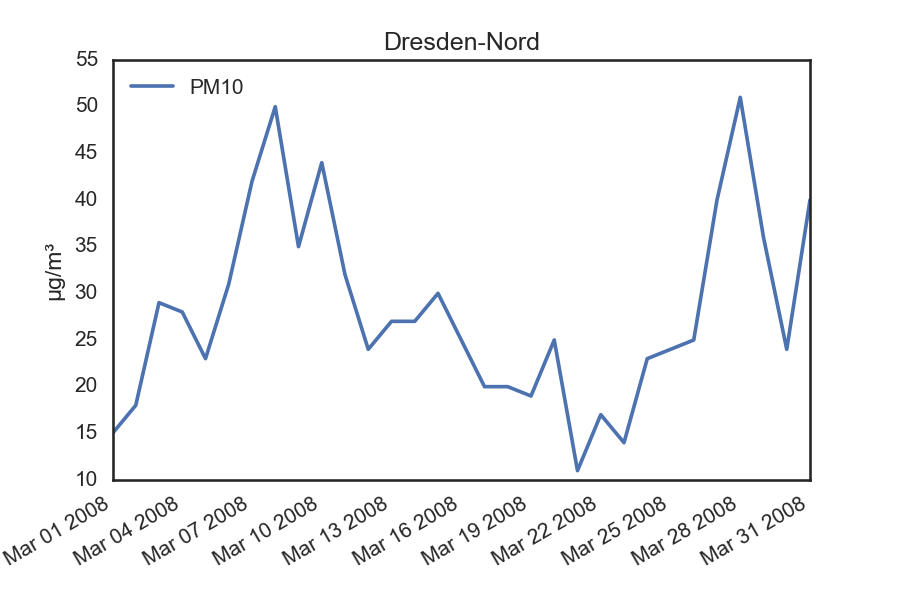 Dresden-Nord
PM10
µg/m³
55
50
45
40
35
30
25
20
15
10
Mar 01 2008
Mar 04 2008
Mar 07 2008
Mar 10 2008
Mar 13 2008
Mar 16 2008
Mar 19 2008
Mar 22 2008
Mar 25 2008
Mar 28 2008
Mar 31 2008